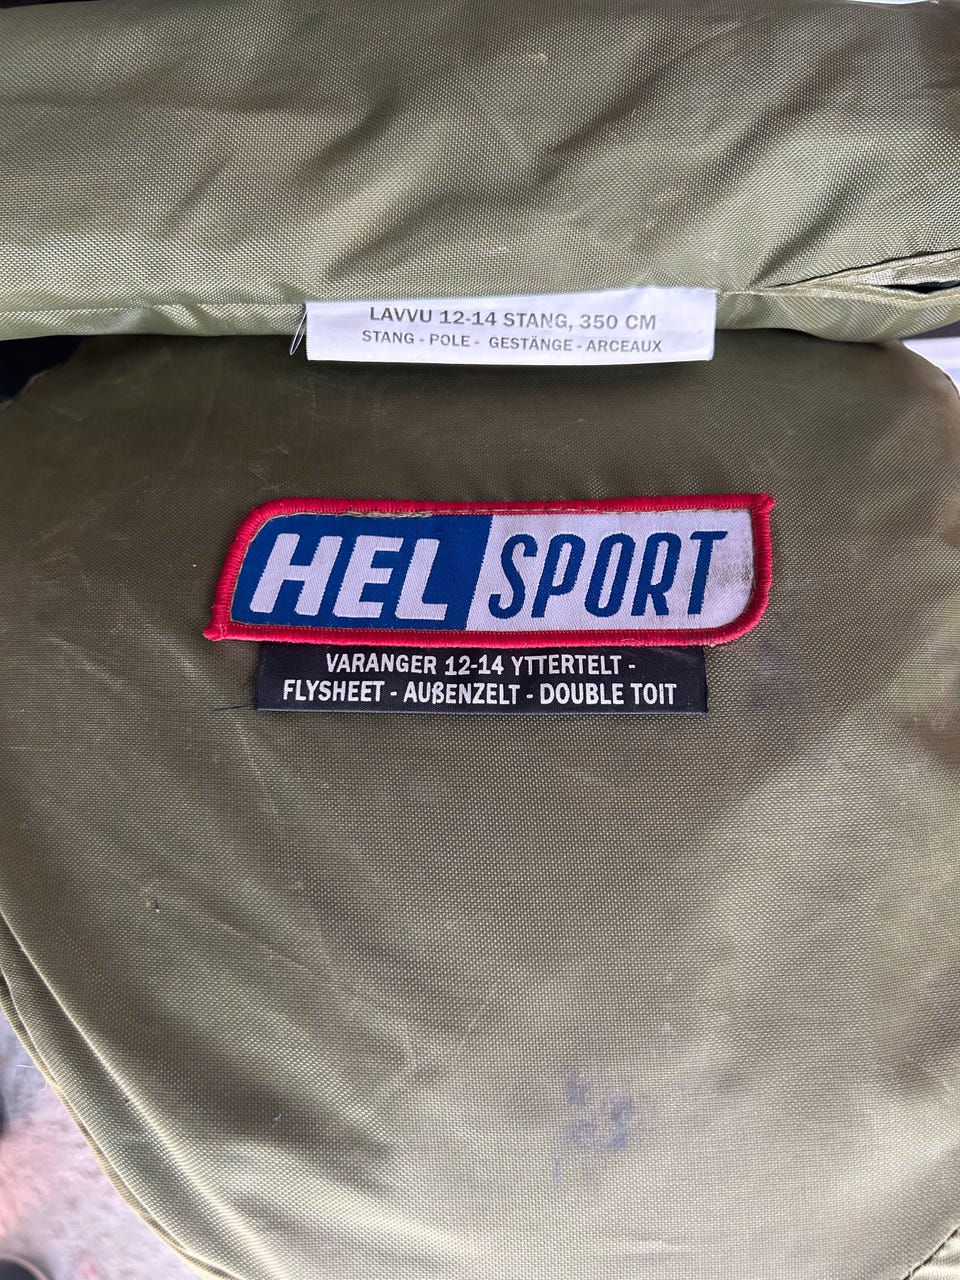 LAVVU 12-14 STANG, 350 CM
STANG - POLE - GESTÄNGE - ARCEAUX
HEL SPORT
VARANGER 12-14 YTTERTELT -
FLYSHEET - AUßENZELT - DOUBLE TOIT